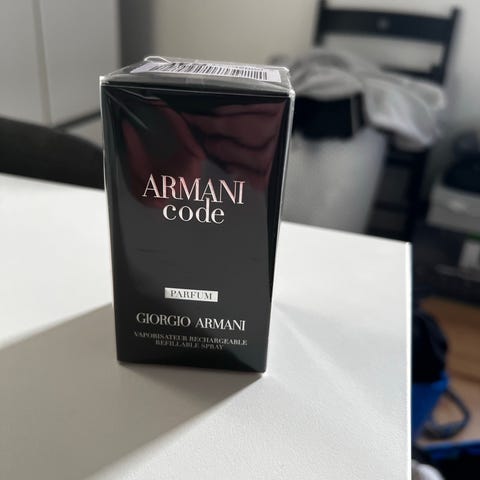 ARMANI
code
PARFUM
GIORGIO ARMANI
VAPORISATEUR RECHARGEABLE
REFILLABLE SPRAY